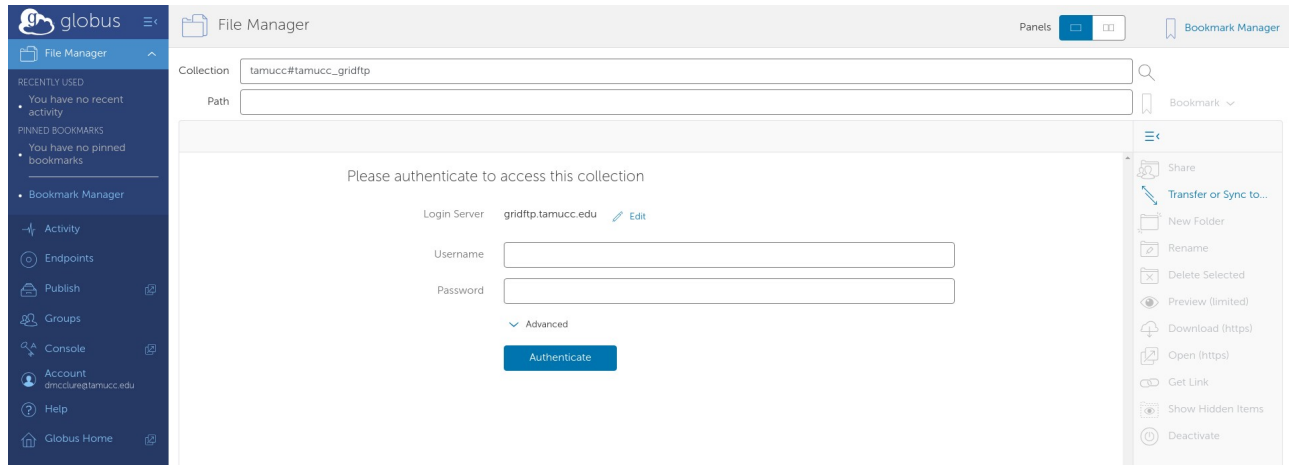 globus
File Manager
RECENTLY USED
You have no recent
activity
PINNED BOOKMARKS
You have no pinned
bookmarks
Bookmark Manager
Activity
Endpoints
Publish
Groups
Console
Account
dmcclure@tamucc.edu
Help
Globus Home
File Manager
Panels
Bookmark Manager
Collection tamucc#tamucc_gridftp
Path
Bookmark
Please authenticate to access this collection
Login Server gridftp.tamucc.edu Edit
Username
Password
Advanced
Authenticate
Share
Transfer or Sync to...
New Folder
Rename
Delete Selected
Preview (limited)
Download (https)
Open (https)
Get Link
Show Hidden Items
Deactivate